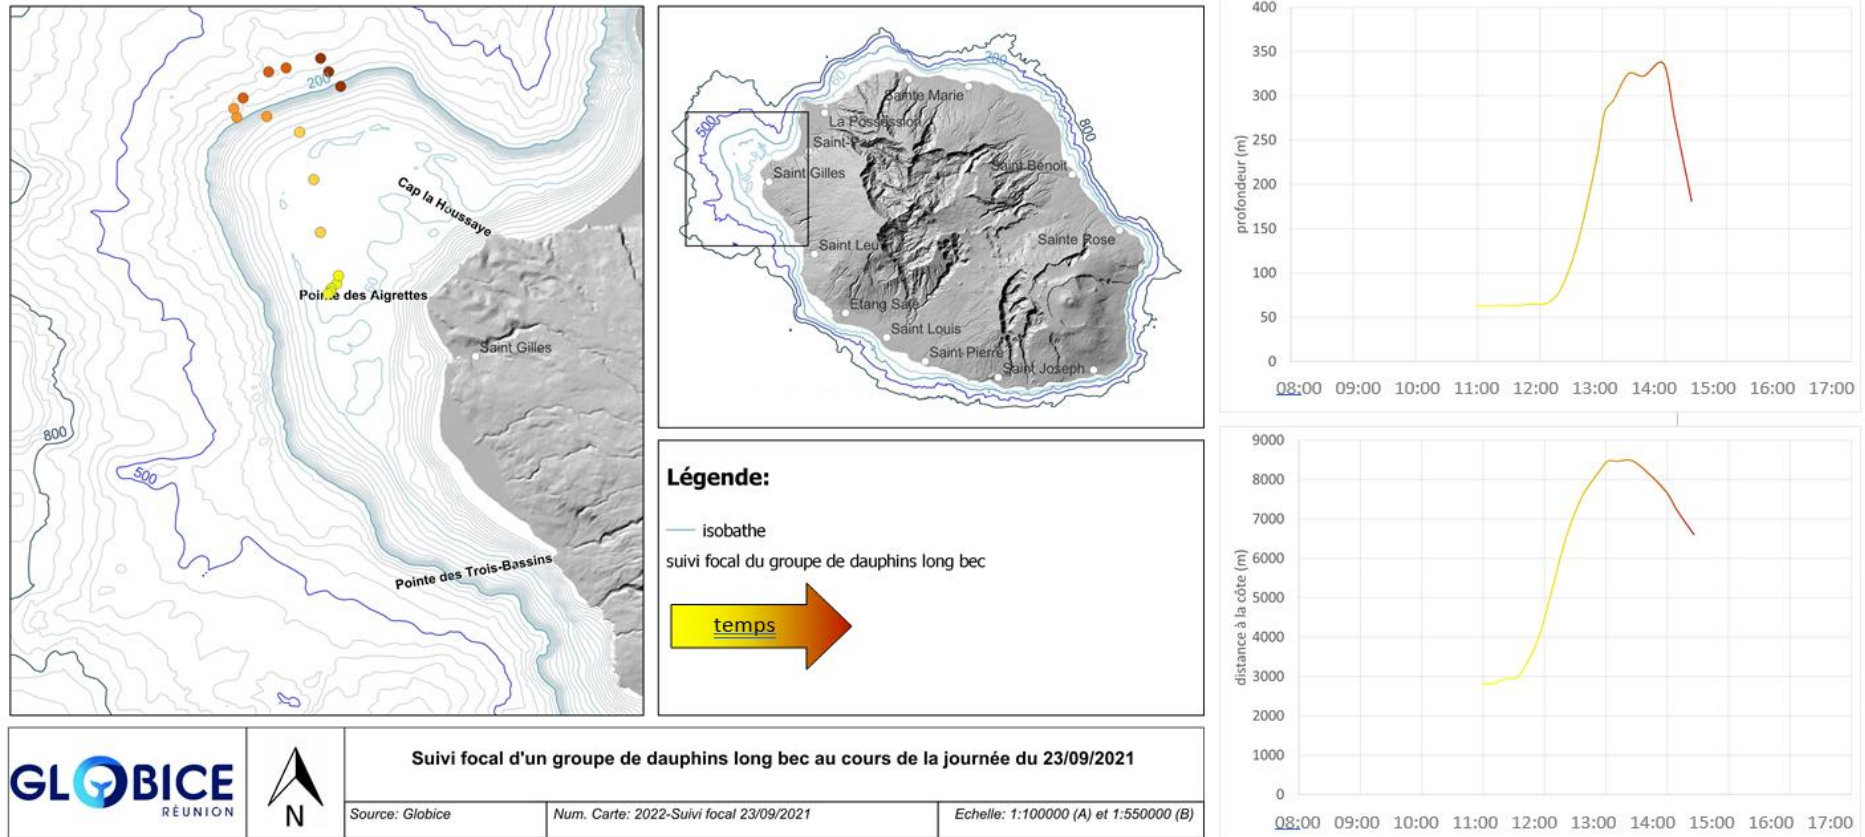 200
Cap la Houssaye
Pointe des Aigrettes
Saint Gilles
800
500
Pointe des Trois-Bassins
200
60
Sainte Marie
La Possession
500
800
Saint-Paul
Saint Benoit
Saint Gilles
Saint Leu
Sainte Rose
Etang Salé
Saint Louis
Saint Pierre
Saint Joseph
Légende:
isobathe
suivi focal du groupe de dauphins long bec
temps
400
350
300
250
200
150
100
50
0
profondeur (m)
08:00 09:00 10:00 11:00 12:00 13:00 14:00 15:00 16:00 17:00
9000
8000
7000
6000
5000
4000
3000
2000
1000
0
distance à la côte (m)
08:00 09:00 10:00 11:00 12:00 13:00 14:00 15:00 16:00 17:00
GLOBICE
RÉUNION
N
Suivi focal d'un groupe de dauphins long bec au cours de la journée du 23/09/2021
Source: Globice
Num. Carte: 2022-Suivi focal 23/09/2021
Echelle: 1:100000 (A) et 1:550000 (B)